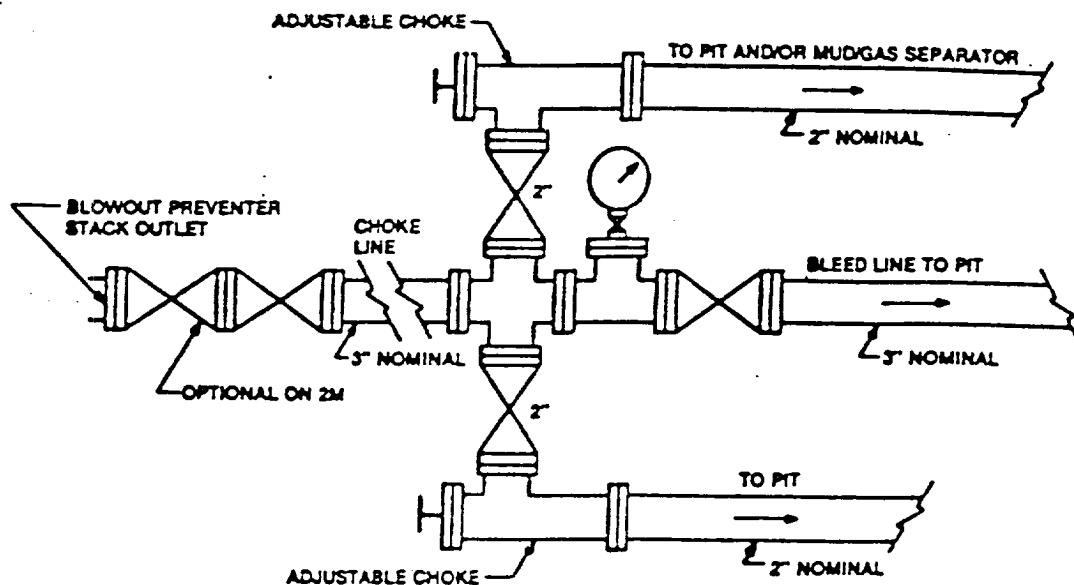 ADJUSTABLE CHOKE
TO PIT AND/OR MUD/GAS SEPARATOR
2" NOMINAL
2"
BLOWOUT PREVENTER
STACK OUTLET
CHOKE
LINE
BLEED LINE TO PIT
3" NOMINAL
3" NOMINAL
OPTIONAL ON 2M
2"
TO PIT
2" NOMINAL
ADJUSTABLE CHOKE